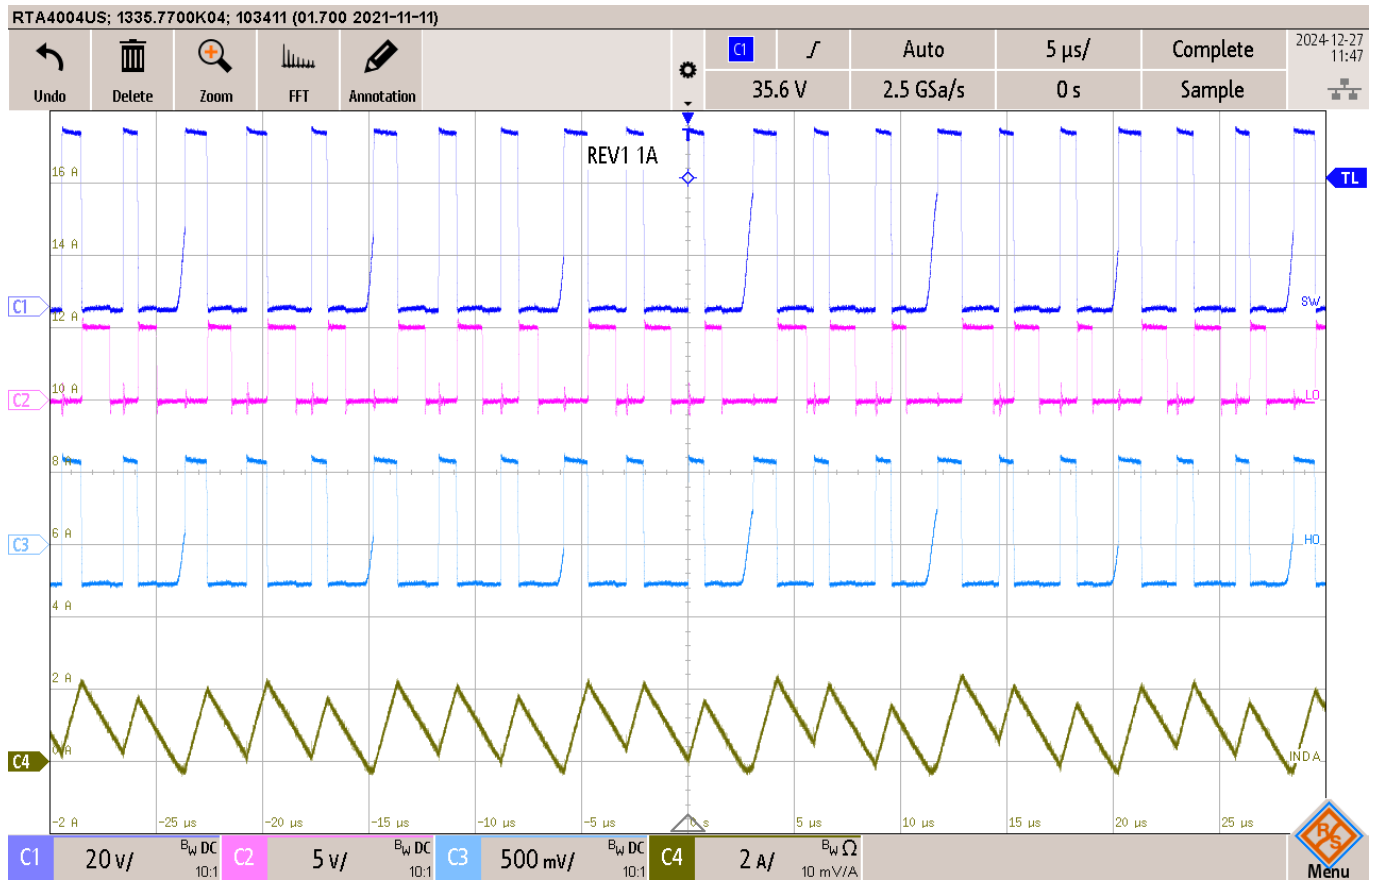 RTA4004US; 1335.7700K04; 103411 (01.700 2021-11-11)
Undo Delete Zoom FFT Annotation
C1 Auto 5 µs/ Complete
2024-12-27
11:47
35.6 V 2.5 GSa/s 0 s Sample
T
REV1 1A
16 A
TL
14 A
C1
SW
12 A
10 A
C2
LO
8 A
6 A
C3
HO
4 A
2 A
0 A
C4
IND A
-2 A -25 µs -20 µs -15 µs -10 µs -5 µs 0 s 5 µs 10 µs 15 µs 20 µs 25 µs
C1 20 V/ BW DC 10:1
C2 5 V/ BW DC 10:1
C3 500 mV/ BW DC 10:1
C4 2 A/ BW Ω 10 mV/A
R&S
Menu